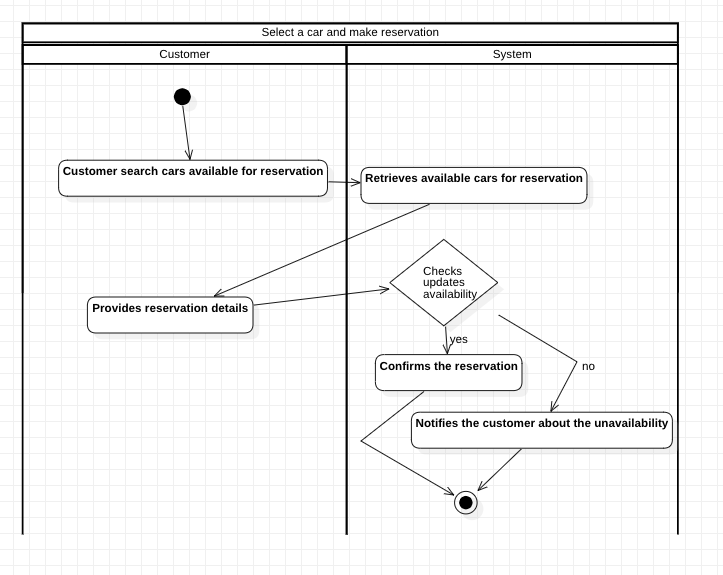 Select a car and make reservation
Customer
System
Customer search cars available for reservation
Retrieves available cars for reservation
Checks
updates
availability
Provides reservation details
yes
Confirms the reservation
no
Notifies the customer about the unavailability